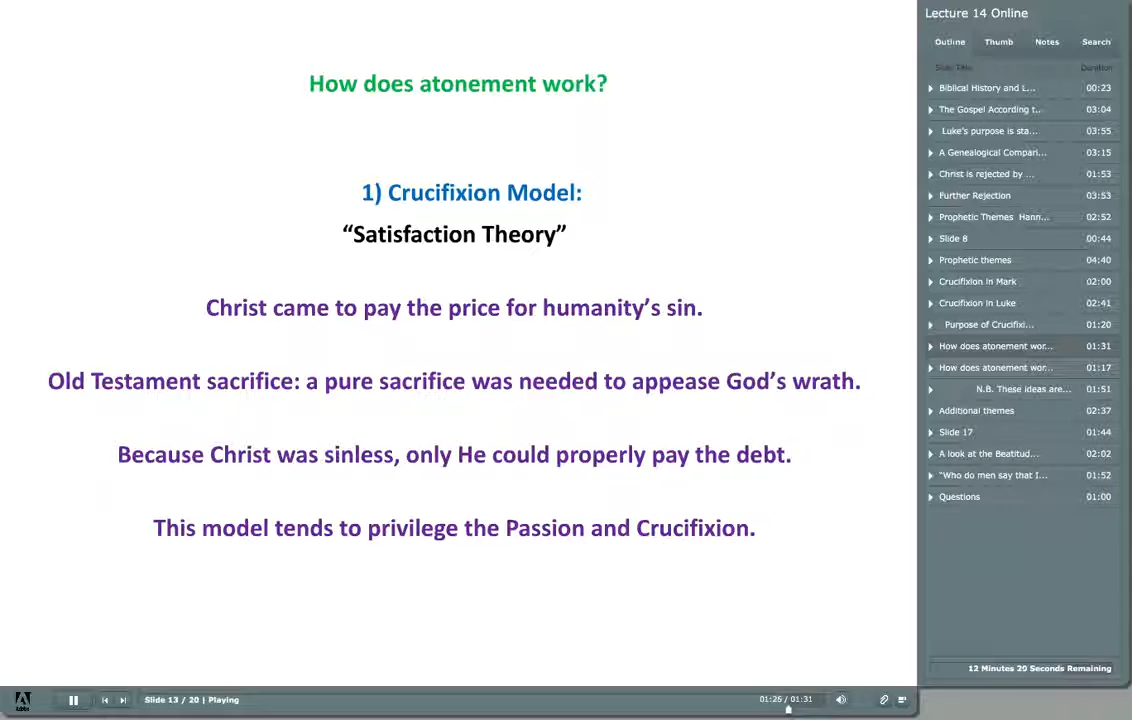 How does atonement work?
1) Crucifixion Model:
“Satisfaction Theory”
Christ came to pay the price for humanity’s sin.
Old Testament sacrifice: a pure sacrifice was needed to appease God’s wrath.
Because Christ was sinless, only He could properly pay the debt.
This model tends to privilege the Passion and Crucifixion.
Lecture 14 Online
Outline Thumb Notes Search
Slide Title Duration
Biblical History and L... 00:23
The Gospel According t.. 03:04
Luke's purpose is sta... 03:55
A Genealogical Compari... 03:15
Christ is rejected by ... 01:53
Further Rejection 03:53
Prophetic Themes Hann... 02:52
Slide 8 00:44
Prophetic themes 04:40
Crucifixion in Mark 02:00
Crucifixion in Luke 02:41
Purpose of Crucifixi... 01:20
How does atonement wor... 01:31
How does atonement wor... 01:17
N.B. These ideas are... 01:51
Additional themes 02:37
Slide 17 01:44
A look at the Beatitud... 02:02
"Who do men say that I... 01:52
Questions 01:00
12 Minutes 29 Seconds Remaining
Adobe
Slide 13 / 20 | Playing
01:26 / 01:31